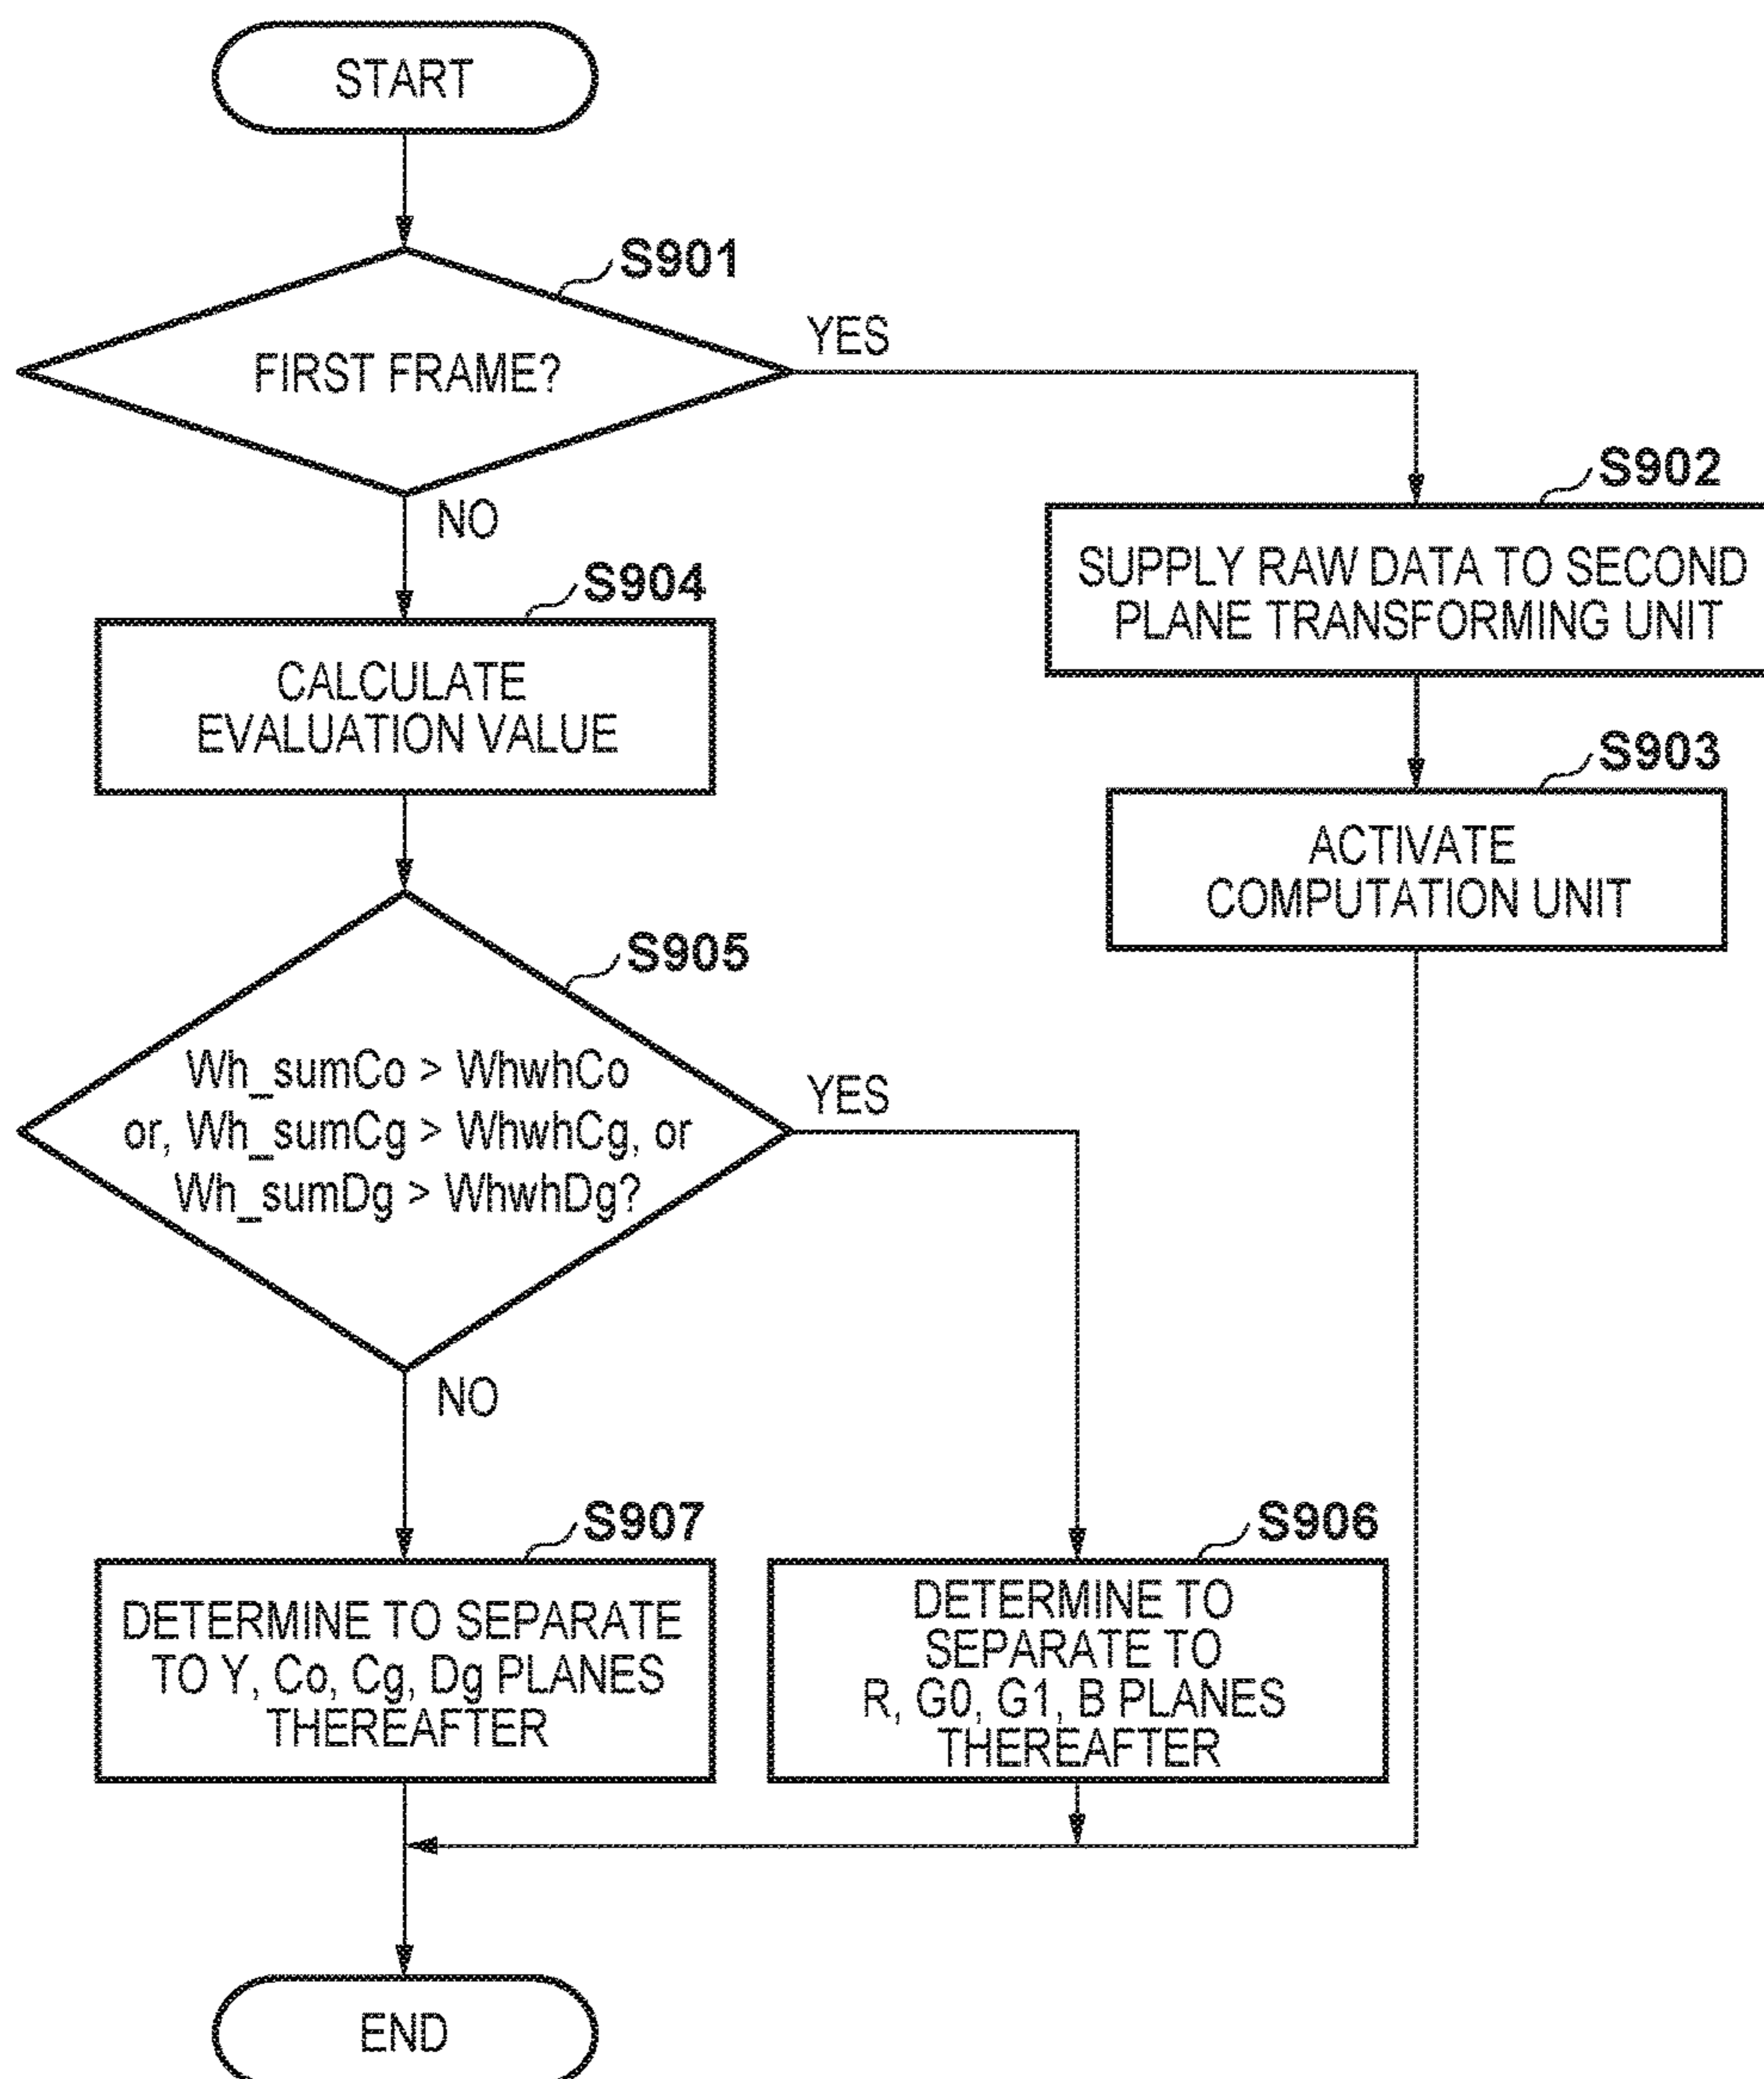 START
S901
FIRST FRAME?
YES
NO
S902
SUPPLY RAW DATA TO SECOND
PLANE TRANSFORMING UNIT
S904
CALCULATE
EVALUATION VALUE
S903
ACTIVATE
COMPUTATION UNIT
S905
Wh_sumCo > WhwhCo
or, Wh_sumCg > WhwhCg, or
Wh_sumDg > WhwhDg?
YES
NO
S907
DETERMINE TO SEPARATE
TO Y, Co, Cg, Dg PLANES
THEREAFTER
S906
DETERMINE TO
SEPARATE TO
R, G0, G1, B PLANES
THEREAFTER
END